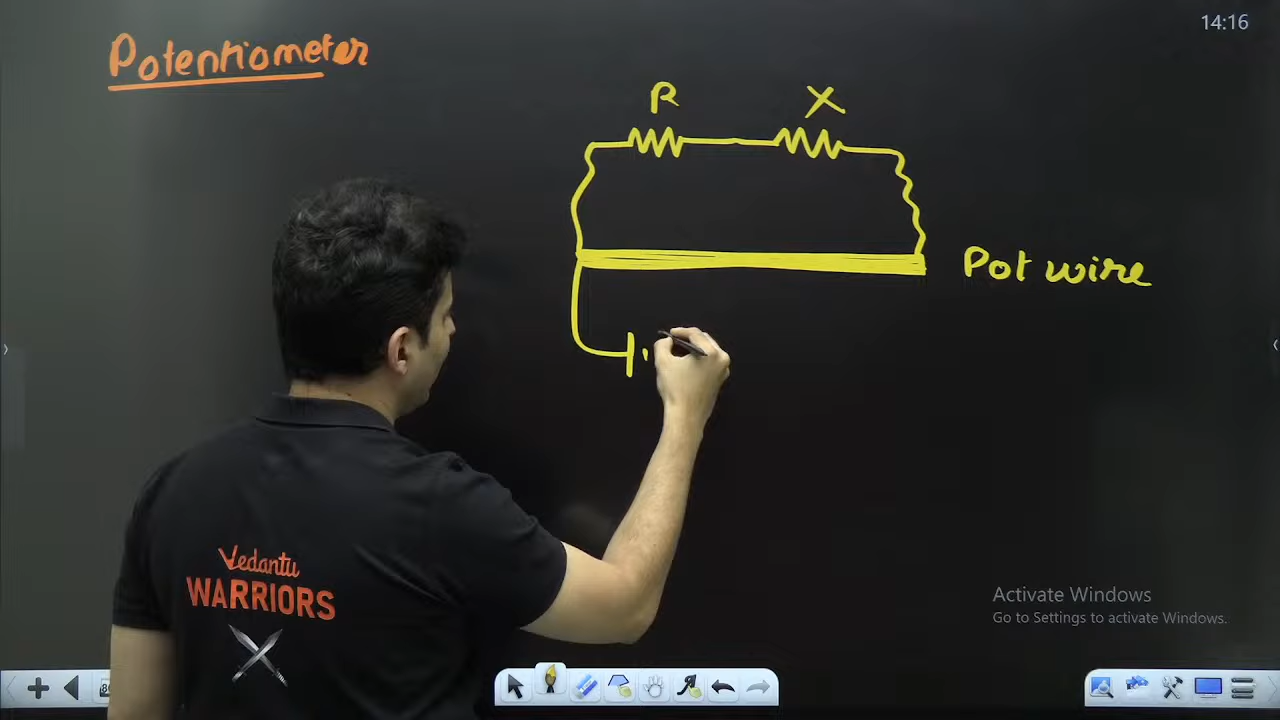 14:16
Potentiometer
R X
Pot wire
Vedantu
WARRIORS
Activate Windows
Go to Settings to activate Windows.